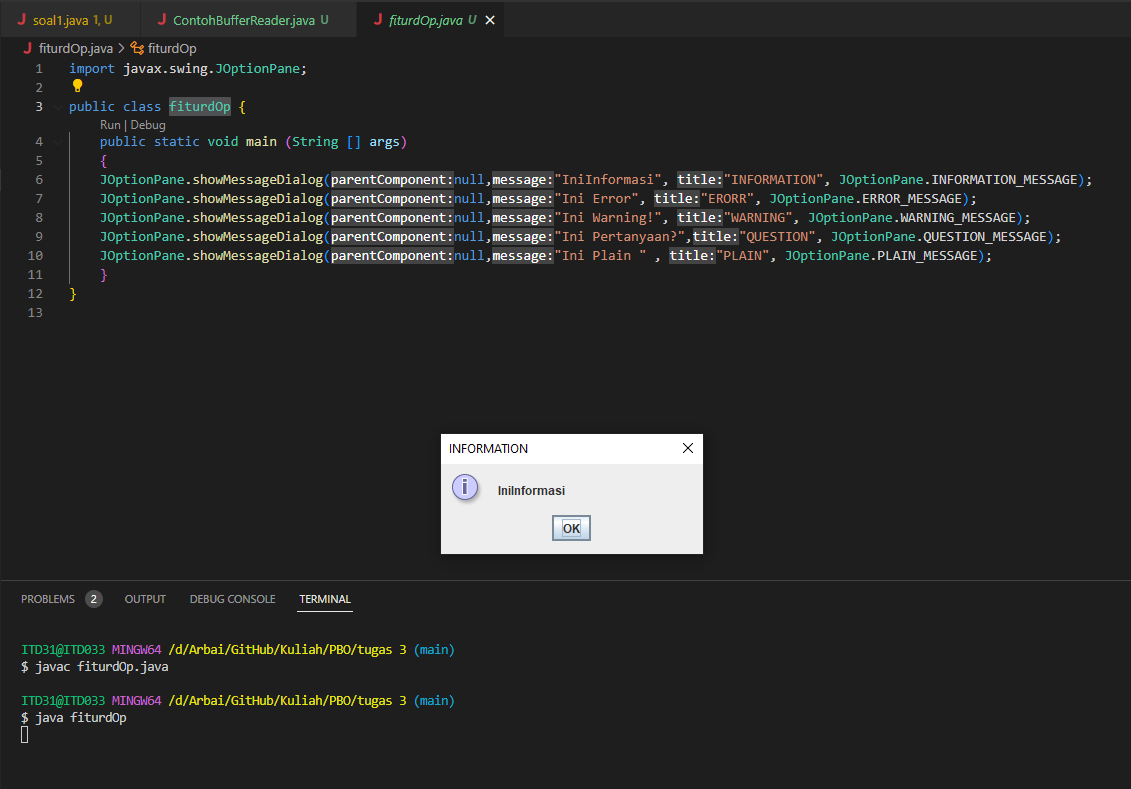 J soal1.java 1, U J ContohBufferReader.java U J fiturdOp.java U
J fiturdOp.java > fiturdOp
1 import javax.swing.JOptionPane;
2
3 public class fiturdOp {
Run | Debug
4 public static void main (String [] args)
5 {
6 JOptionPane.showMessageDialog(parentComponent:null,message:"IniInformasi", title:"INFORMATION", JOptionPane.INFORMATION_MESSAGE);
7 JOptionPane.showMessageDialog(parentComponent:null,message:"Ini Error", title:"ERORR", JOptionPane.ERROR_MESSAGE);
8 JOptionPane.showMessageDialog(parentComponent:null,message:"Ini Warning!", title:"WARNING", JOptionPane.WARNING_MESSAGE);
9 JOptionPane.showMessageDialog(parentComponent:null,message:"Ini Pertanyaan?",title:"QUESTION", JOptionPane.QUESTION_MESSAGE);
10 JOptionPane.showMessageDialog(parentComponent:null,message:"Ini Plain " , title:"PLAIN", JOptionPane.PLAIN_MESSAGE);
11 }
12 }
13
INFORMATION
i IniInformasi
OK
PROBLEMS 2 OUTPUT DEBUG CONSOLE TERMINAL
ITD31@ITD033 MINGW64 /d/Arbai/GitHub/Kuliah/PBO/tugas 3 (main)
$ javac fiturdOp.java
ITD31@ITD033 MINGW64 /d/Arbai/GitHub/Kuliah/PBO/tugas 3 (main)
$ java fiturdOp